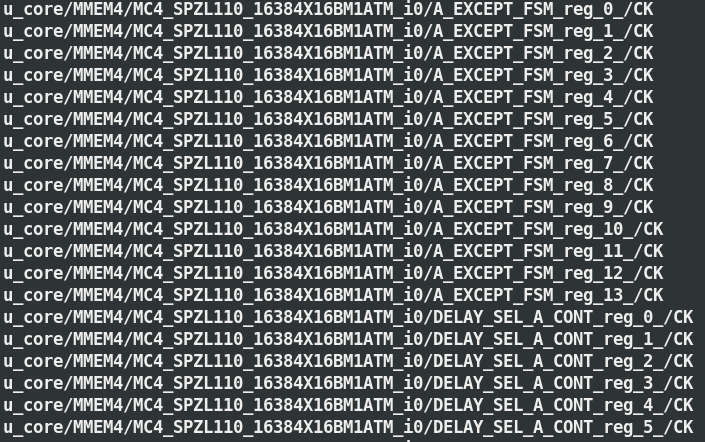 u_core/MMEM4/MC4_SPZL110_16384X16BM1ATM_i0/A_EXCEPT_FSM_reg_0_/CK
u_core/MMEM4/MC4_SPZL110_16384X16BM1ATM_i0/A_EXCEPT_FSM_reg_1_/CK
u_core/MMEM4/MC4_SPZL110_16384X16BM1ATM_i0/A_EXCEPT_FSM_reg_2_/CK
u_core/MMEM4/MC4_SPZL110_16384X16BM1ATM_i0/A_EXCEPT_FSM_reg_3_/CK
u_core/MMEM4/MC4_SPZL110_16384X16BM1ATM_i0/A_EXCEPT_FSM_reg_4_/CK
u_core/MMEM4/MC4_SPZL110_16384X16BM1ATM_i0/A_EXCEPT_FSM_reg_5_/CK
u_core/MMEM4/MC4_SPZL110_16384X16BM1ATM_i0/A_EXCEPT_FSM_reg_6_/CK
u_core/MMEM4/MC4_SPZL110_16384X16BM1ATM_i0/A_EXCEPT_FSM_reg_7_/CK
u_core/MMEM4/MC4_SPZL110_16384X16BM1ATM_i0/A_EXCEPT_FSM_reg_8_/CK
u_core/MMEM4/MC4_SPZL110_16384X16BM1ATM_i0/A_EXCEPT_FSM_reg_9_/CK
u_core/MMEM4/MC4_SPZL110_16384X16BM1ATM_i0/A_EXCEPT_FSM_reg_10_/CK
u_core/MMEM4/MC4_SPZL110_16384X16BM1ATM_i0/A_EXCEPT_FSM_reg_11_/CK
u_core/MMEM4/MC4_SPZL110_16384X16BM1ATM_i0/A_EXCEPT_FSM_reg_12_/CK
u_core/MMEM4/MC4_SPZL110_16384X16BM1ATM_i0/A_EXCEPT_FSM_reg_13_/CK
u_core/MMEM4/MC4_SPZL110_16384X16BM1ATM_i0/DELAY_SEL_A_CONT_reg_0_/CK
u_core/MMEM4/MC4_SPZL110_16384X16BM1ATM_i0/DELAY_SEL_A_CONT_reg_1_/CK
u_core/MMEM4/MC4_SPZL110_16384X16BM1ATM_i0/DELAY_SEL_A_CONT_reg_2_/CK
u_core/MMEM4/MC4_SPZL110_16384X16BM1ATM_i0/DELAY_SEL_A_CONT_reg_3_/CK
u_core/MMEM4/MC4_SPZL110_16384X16BM1ATM_i0/DELAY_SEL_A_CONT_reg_4_/CK
u_core/MMEM4/MC4_SPZL110_16384X16BM1ATM_i0/DELAY_SEL_A_CONT_reg_5_/CK